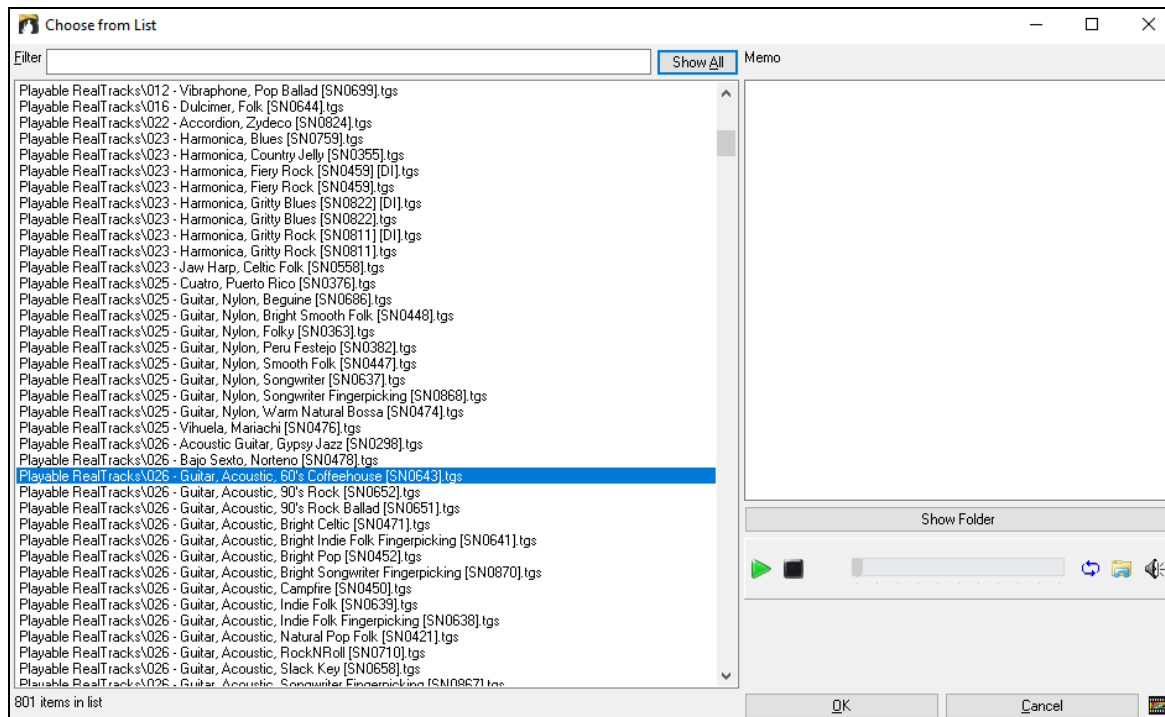 Choose from List
Filter
Show All
Memo
Playable RealTracks\012 - Vibraphone, Pop Ballad [SN0699].tgs
Playable RealTracks\016 - Dulcimer, Folk [SN0644].tgs
Playable RealTracks\022 - Accordion, Zydeco [SN0824].tgs
Playable RealTracks\023 - Harmonica, Blues [SN0759].tgs
Playable RealTracks\023 - Harmonica, Country Jelly [SN0355].tgs
Playable RealTracks\023 - Harmonica, Fiery Rock [SN0459] [DI].tgs
Playable RealTracks\023 - Harmonica, Fiery Rock [SN0459].tgs
Playable RealTracks\023 - Harmonica, Gritty Blues [SN0822] [DI].tgs
Playable RealTracks\023 - Harmonica, Gritty Blues [SN0822].tgs
Playable RealTracks\023 - Harmonica, Gritty Rock [SN0811] [DI].tgs
Playable RealTracks\023 - Harmonica, Gritty Rock [SN0811].tgs
Playable RealTracks\023 - Jaw Harp, Celtic Folk [SN0558].tgs
Playable RealTracks\025 - Cuatro, Puerto Rico [SN0376].tgs
Playable RealTracks\025 - Guitar, Nylon, Beguine [SN0686].tgs
Playable RealTracks\025 - Guitar, Nylon, Bright Smooth Folk [SN0448].tgs
Playable RealTracks\025 - Guitar, Nylon, Folky [SN0363].tgs
Playable RealTracks\025 - Guitar, Nylon, Peru Festejo [SN0382].tgs
Playable RealTracks\025 - Guitar, Nylon, Smooth Folk [SN0447].tgs
Playable RealTracks\025 - Guitar, Nylon, Songwriter [SN0637].tgs
Playable RealTracks\025 - Guitar, Nylon, Songwriter Fingerpicking [SN0868].tgs
Playable RealTracks\025 - Guitar, Nylon, Warm Natural Bossa [SN0474].tgs
Playable RealTracks\025 - Vihuela, Mariachi [SN0476].tgs
Playable RealTracks\026 - Acoustic Guitar, Gypsy Jazz [SN0298].tgs
Playable RealTracks\026 - Bajo Sexto, Norteno [SN0478].tgs
Playable RealTracks\026 - Guitar, Acoustic, 60's Coffeehouse [SN0643].tgs
Playable RealTracks\026 - Guitar, Acoustic, 90's Rock [SN0652].tgs
Playable RealTracks\026 - Guitar, Acoustic, 90's Rock Ballad [SN0651].tgs
Playable RealTracks\026 - Guitar, Acoustic, Bright Celtic [SN0471].tgs
Playable RealTracks\026 - Guitar, Acoustic, Bright Indie Folk Fingerpicking [SN0641].tgs
Playable RealTracks\026 - Guitar, Acoustic, Bright Pop [SN0452].tgs
Playable RealTracks\026 - Guitar, Acoustic, Bright Songwriter Fingerpicking [SN0870].tgs
Playable RealTracks\026 - Guitar, Acoustic, Campfire [SN0450].tgs
Playable RealTracks\026 - Guitar, Acoustic, Indie Folk [SN0639].tgs
Playable RealTracks\026 - Guitar, Acoustic, Indie Folk Fingerpicking [SN0638].tgs
Playable RealTracks\026 - Guitar, Acoustic, Natural Pop Folk [SN0421].tgs
Playable RealTracks\026 - Guitar, Acoustic, RockNRoll [SN0710].tgs
Playable RealTracks\026 - Guitar, Acoustic, Slack Key [SN0658].tgs
Playable RealTracks\026 - Guitar, Acoustic, Songwriter Fingerpicking [SN0867].tgs
Show Folder
801 items in list
OK
Cancel